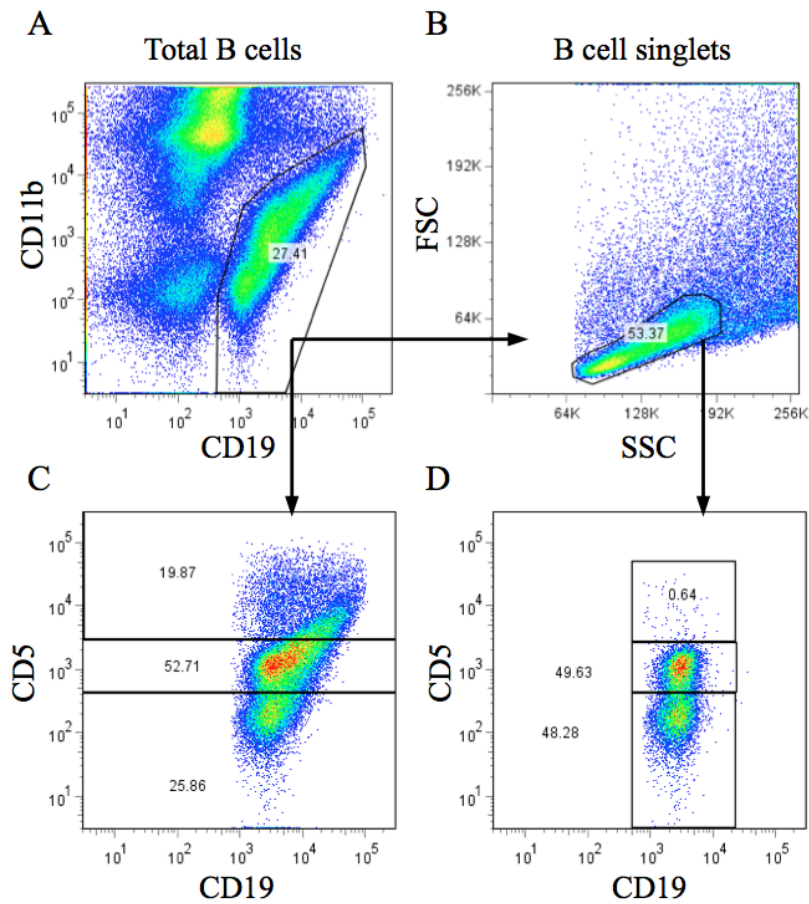 A
Total B cells
CD11b
10^5
10^4
10^3
10^2
10^1
27.41
10^1 10^2 10^3 10^4 10^5
CD19
B
B cell singlets
FSC
256K
192K
128K
64K
53.37
64K 128K 192K 256K
SSC
C
CD5
10^5
10^4
10^3
10^2
10^1
19.87
52.71
25.86
10^1 10^2 10^3 10^4 10^5
CD19
D
CD5
10^5
10^4
10^3
10^2
10^1
0.64
49.63
48.28
10^1 10^2 10^3 10^4 10^5
CD19